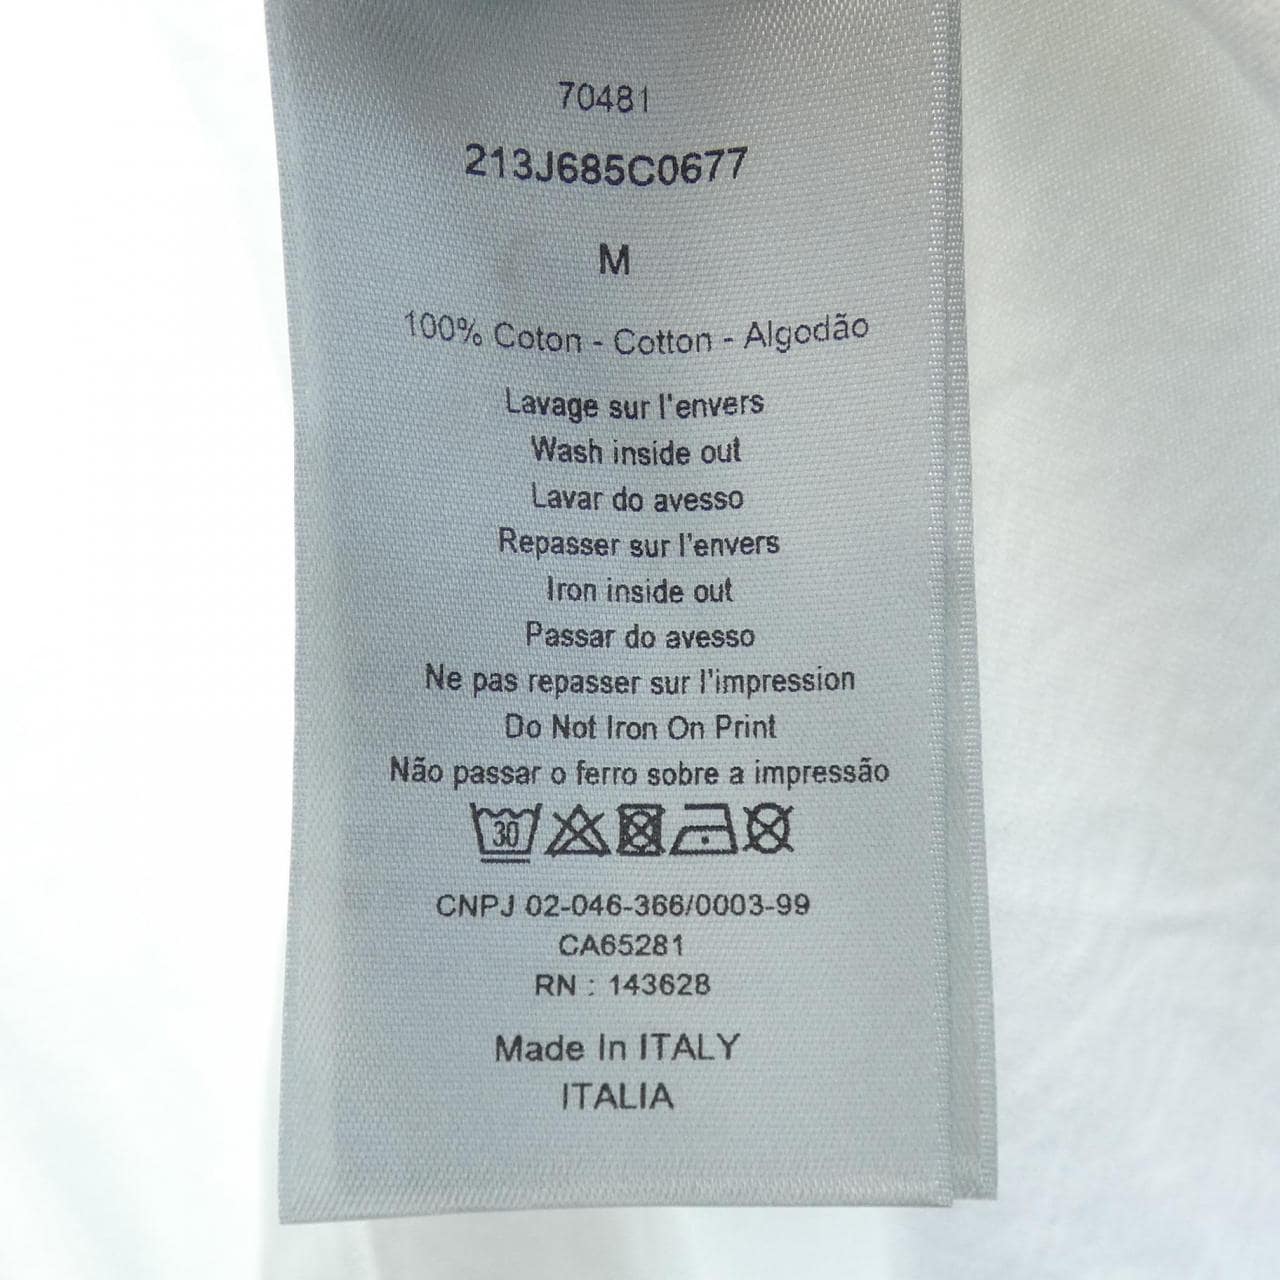 70481
213J685C0677
M
100% Coton - Cotton - Algodão
Lavage sur l'envers
Wash inside out
Lavar do avesso
Repasser sur l'envers
Iron inside out
Passar do avesso
Ne pas repasser sur l'impression
Do Not Iron On Print
Não passar o ferro sobre a impressão
30
CNPJ 02-046-366/0003-99
CA65281
RN : 143628
Made In ITALY
ITALIA